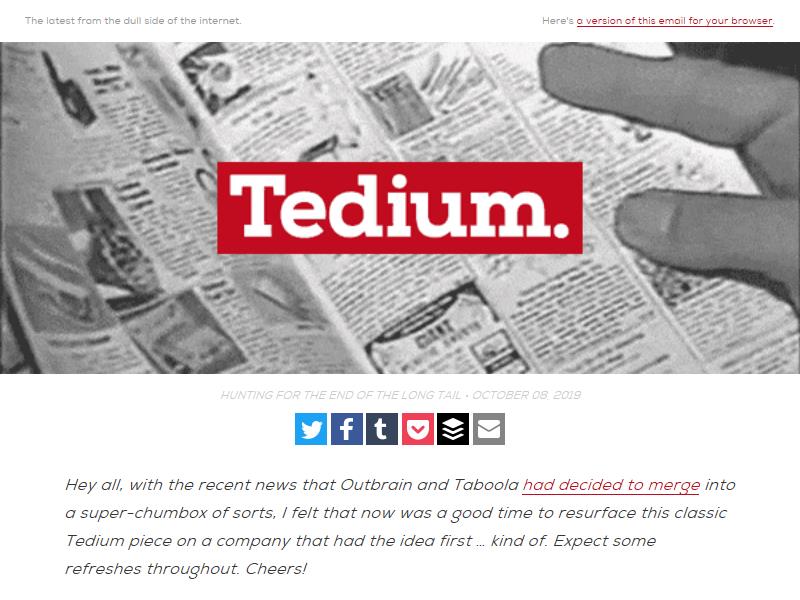 The latest from the dull side of the internet.
Here's a version of this email for your browser.
Tedium.
HUNTING FOR THE END OF THE LONG TAIL • OCTOBER 08, 2019
Hey all, with the recent news that Outbrain and Taboola had decided to merge into
a super-chumbox of sorts, I felt that now was a good time to resurface this classic
Tedium piece on a company that had the idea first ... kind of. Expect some
refreshes throughout. Cheers!